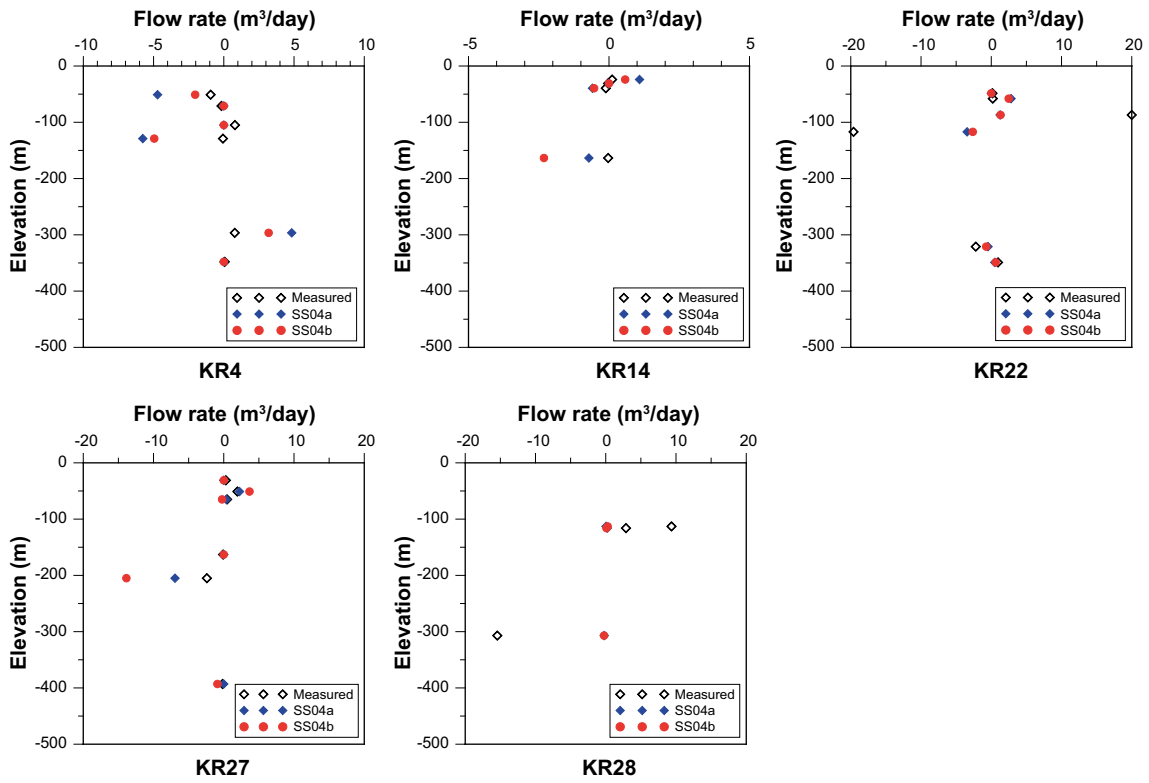 Flow rate (m³/day)
-10 -5 0 5 10
Elevation (m)
0
-100
-200
-300
-400
-500
Measured
SS04a
SS04b
KR4
Flow rate (m³/day)
-5 0 5
Elevation (m)
0
-100
-200
-300
-400
-500
Measured
SS04a
SS04b
KR14
Flow rate (m³/day)
-20 -10 0 10 20
Elevation (m)
0
-100
-200
-300
-400
-500
Measured
SS04a
SS04b
KR22
Flow rate (m³/day)
-20 -10 0 10 20
Elevation (m)
0
-100
-200
-300
-400
-500
Measured
SS04a
SS04b
KR27
Flow rate (m³/day)
-20 -10 0 10 20
Elevation (m)
0
-100
-200
-300
-400
-500
Measured
SS04a
SS04b
KR28